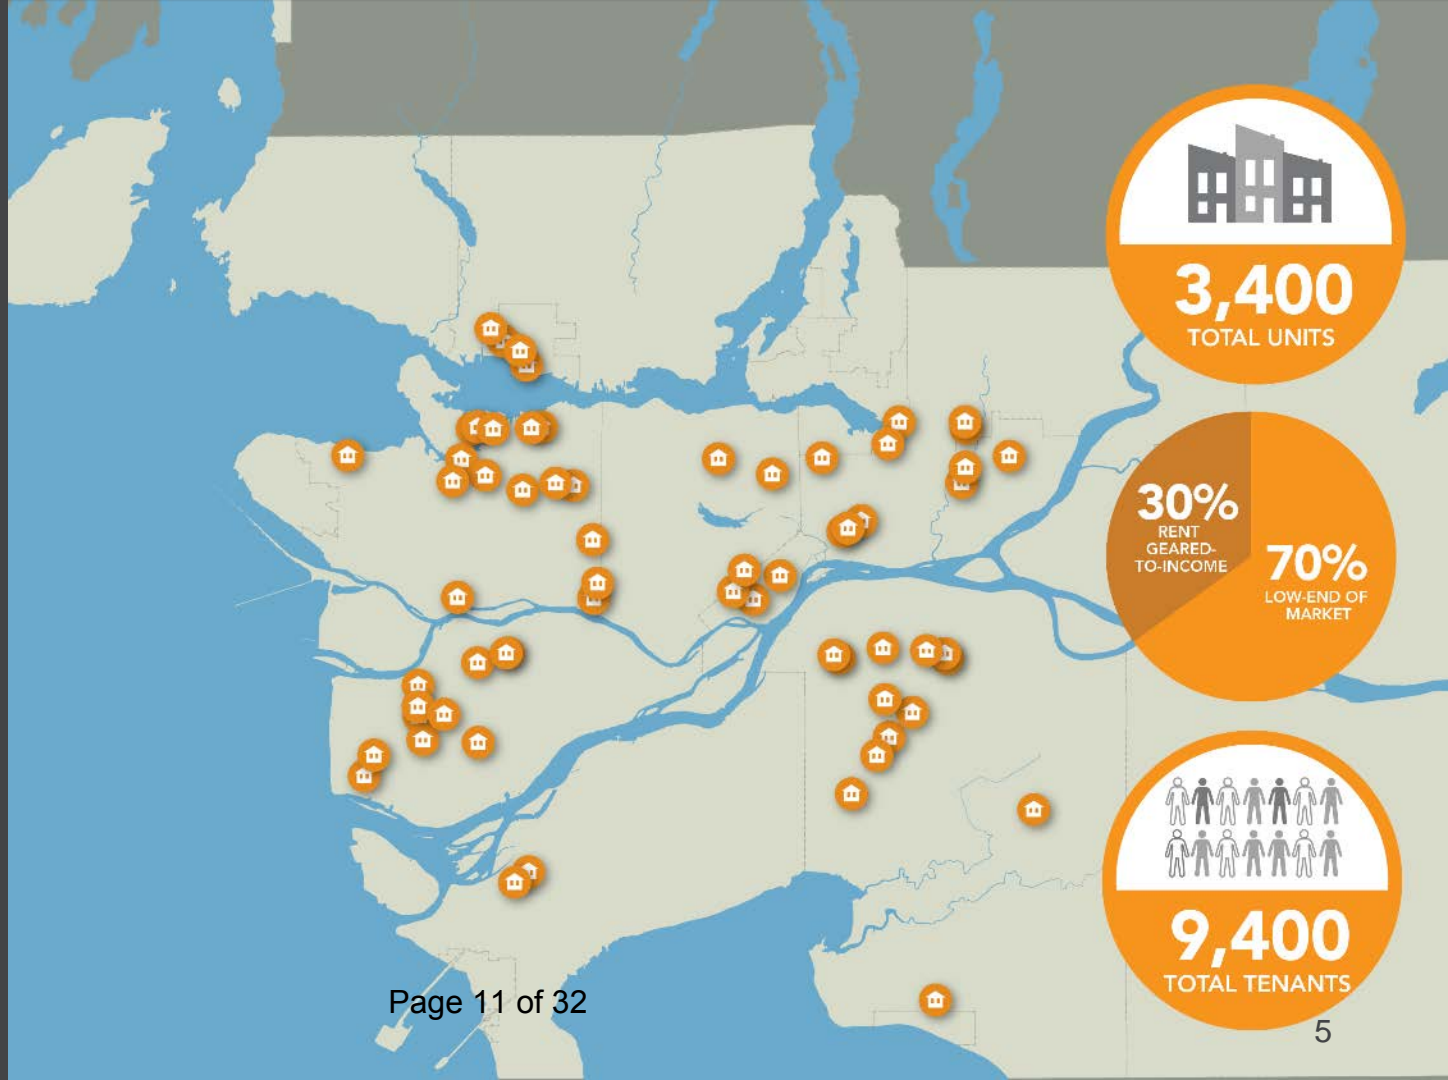 3,400
TOTAL UNITS
30%
RENT
GEARED-
TO-INCOME
70%
LOW-END OF
MARKET
9,400
TOTAL TENANTS
Page 11 of 32
5